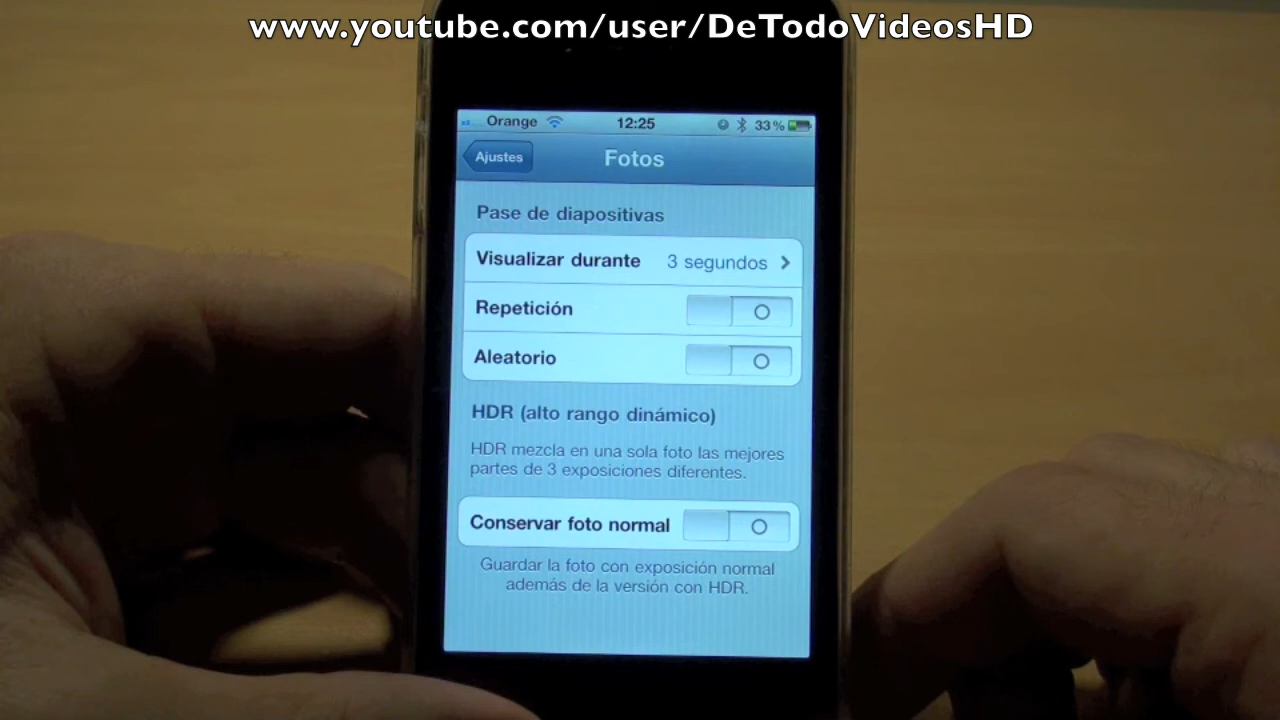 www.youtube.com/user/DeTodoVideosHD
Orange 12:25 33%
Ajustes Fotos
Pase de diapositivas
Visualizar durante 3 segundos
Repetición
Aleatorio
HDR (alto rango dinámico)
HDR mezcla en una sola foto las mejores
partes de 3 exposiciones diferentes.
Conservar foto normal
Guardar la foto con exposición normal
además de la versión con HDR.